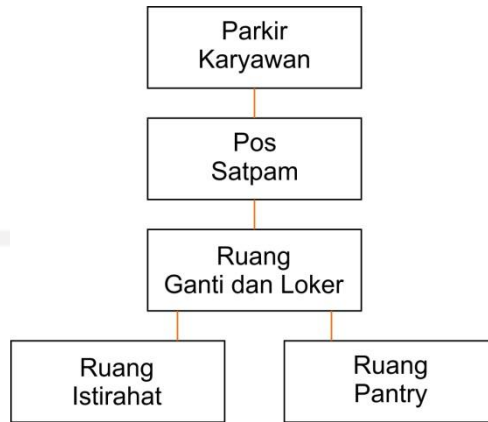 Parkir
Karyawan
Pos
Satpam
Ruang
Ganti dan Loker
Ruang
Istirahat
Ruang
Pantry